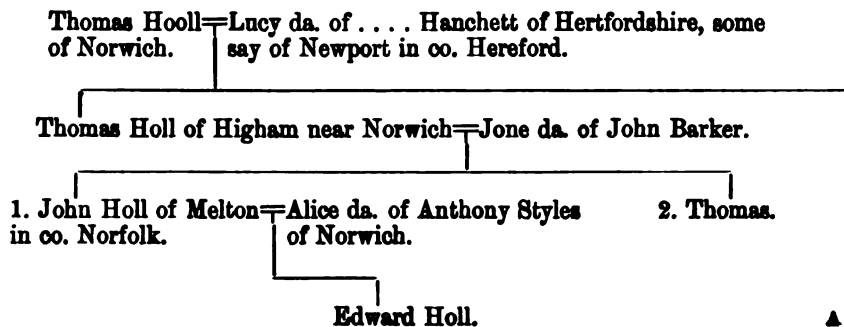 Thomas Hooll=Lucy da. of .... Hanchett of Hertfordshire, some
of Norwich. say of Newport in co. Hereford.
Thomas Holl of Higham near Norwich=Jone da. of John Barker.
1. John Holl of Melton=Alice da. of Anthony Styles 2. Thomas.
in co. Norfolk. of Norwich.
Edward Holl.
A